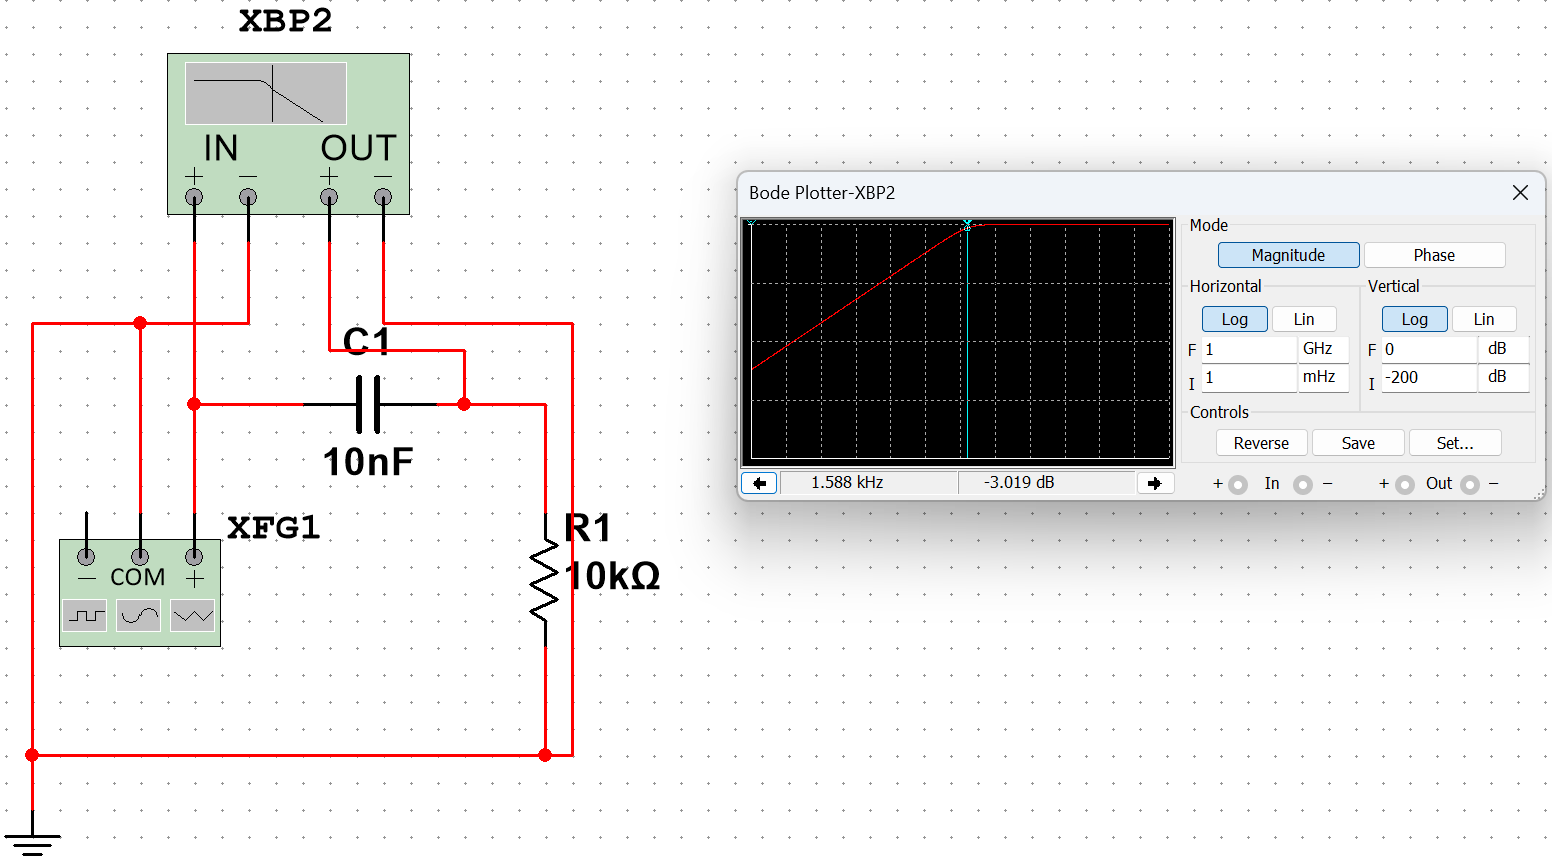 XBP2
IN OUT
+ − + −
C1
10nF
XFG1
− COM +
R1
10kΩ
Bode Plotter-XBP2
Mode
Magnitude Phase
Horizontal Vertical
Log Lin Log Lin
F 1 GHz F 0 dB
I 1 mHz I -200 dB
Controls
Reverse Save Set...
1.588 kHz -3.019 dB + In − + Out −